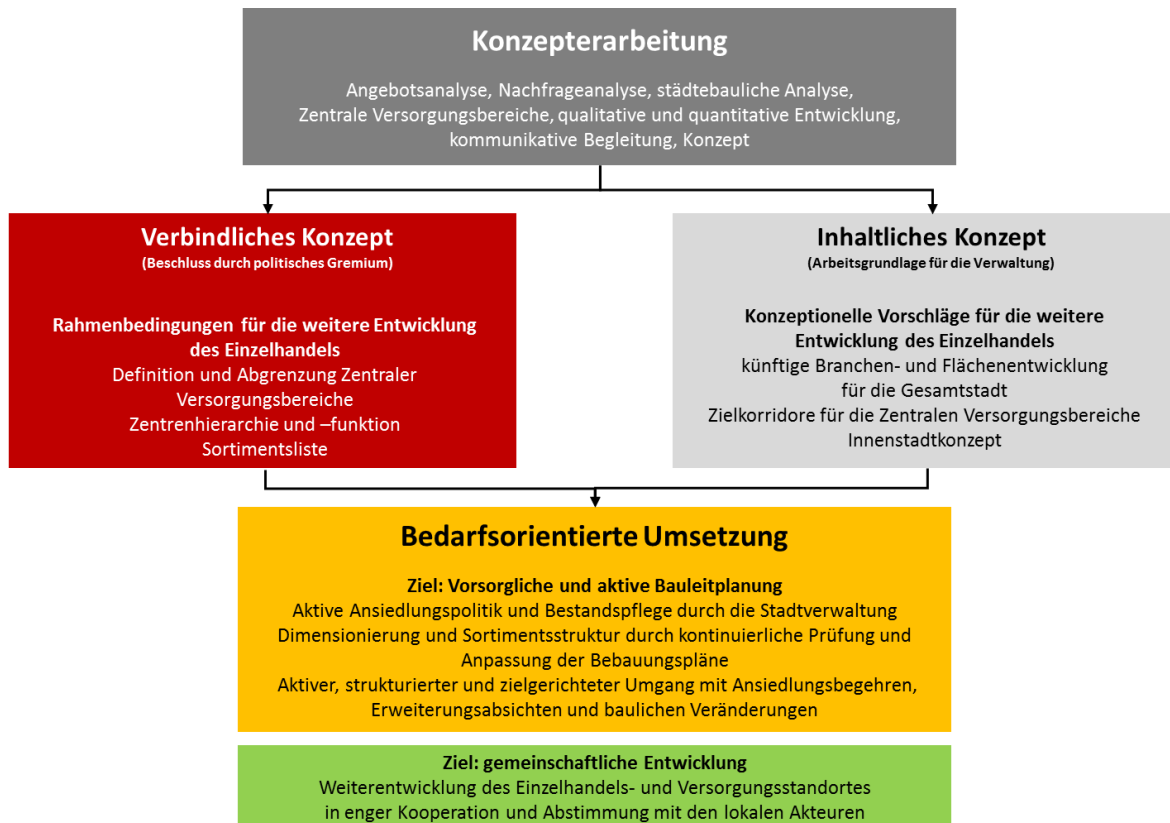 Konzepterarbeitung
Angebotsanalyse, Nachfrageanalyse, städtebauliche Analyse,
Zentrale Versorgungsbereiche, qualitative und quantitative Entwicklung,
kommunikative Begleitung, Konzept
Verbindliches Konzept
(Beschluss durch politisches Gremium)
Rahmenbedingungen für die weitere Entwicklung
des Einzelhandels
Definition und Abgrenzung Zentraler
Versorgungsbereiche
Zentrenhierarchie und –funktion
Sortimentsliste
Inhaltliches Konzept
(Arbeitsgrundlage für die Verwaltung)
Konzeptionelle Vorschläge für die weitere
Entwicklung des Einzelhandels
künftige Branchen- und Flächenentwicklung
für die Gesamtstadt
Zielkorridore für die Zentralen Versorgungsbereiche
Innenstadtkonzept
Bedarfsorientierte Umsetzung
Ziel: Vorsorgliche und aktive Bauleitplanung
Aktive Ansiedlungspolitik und Bestandspflege durch die Stadtverwaltung
Dimensionierung und Sortimentsstruktur durch kontinuierliche Prüfung und
Anpassung der Bebauungspläne
Aktiver, strukturierter und zielgerichteter Umgang mit Ansiedlungsbegehren,
Erweiterungsabsichten und baulichen Veränderungen
Ziel: gemeinschaftliche Entwicklung
Weiterentwicklung des Einzelhandels- und Versorgungsstandortes
in enger Kooperation und Abstimmung mit den lokalen Akteuren